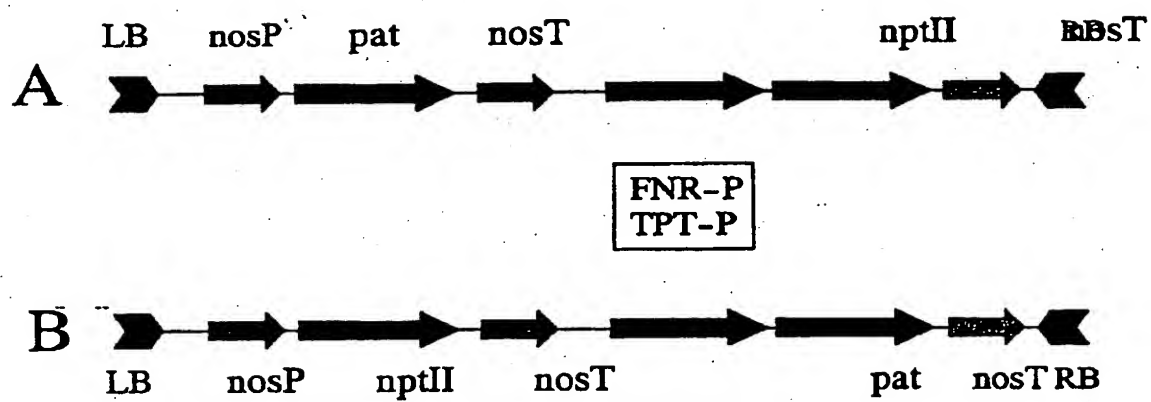 LB nosP pat nosT nptII
A
FNR-P
TPT-P
B
LB nosP nptII nosT pat nosT RB